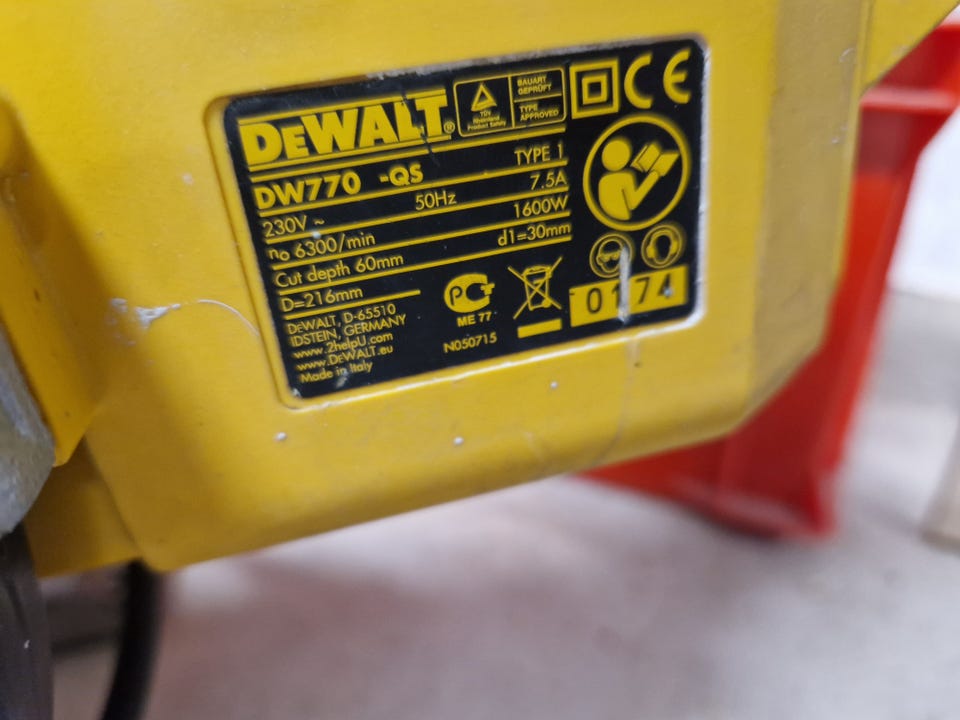 DEWALT®
TÜV
Rheinland
Product Safety
BAUART
GEPRÜFT
TYPE
APPROVED
CE
DW770 -QS TYPE 1
230V ~ 50Hz 7.5A
no 6300/min 1600W
Cut depth 60mm d1=30mm
D=216mm
DEWALT, D-65510
IDSTEIN, GERMANY
www.2helpU.com
www.DEWALT.eu
Made in Italy
PCT
ME 77
N050715
0174